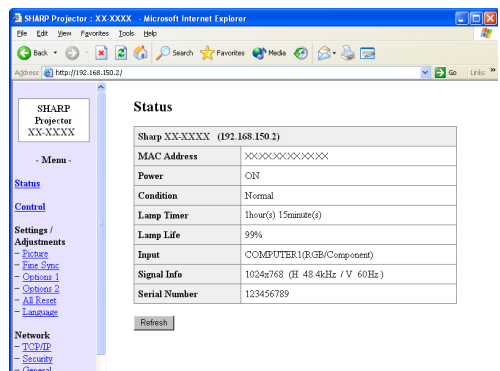 SHARP Projector : XX-XXXX - Microsoft Internet Explorer
File Edit View Favorites Tools Help
Back Search Favorites Media
Address http://192.168.150.2/ Go Links »
SHARP
Projector
XX-XXXX
- Menu -
Status
Control
Settings /
Adjustments
– Picture
– Fine Sync
– Options 1
– Options 2
– All Reset
– Language
Network
– TCP/IP
– Security
– General
Status
Sharp XX-XXXX (192.168.150.2)
MAC Address XXXXXXXXXXXX
Power ON
Condition Normal
Lamp Timer 1hour(s) 15minute(s)
Lamp Life 99%
Input COMPUTER1(RGB/Component)
Signal Info 1024x768 (H 48.4kHz / V 60Hz )
Serial Number 123456789
Refresh